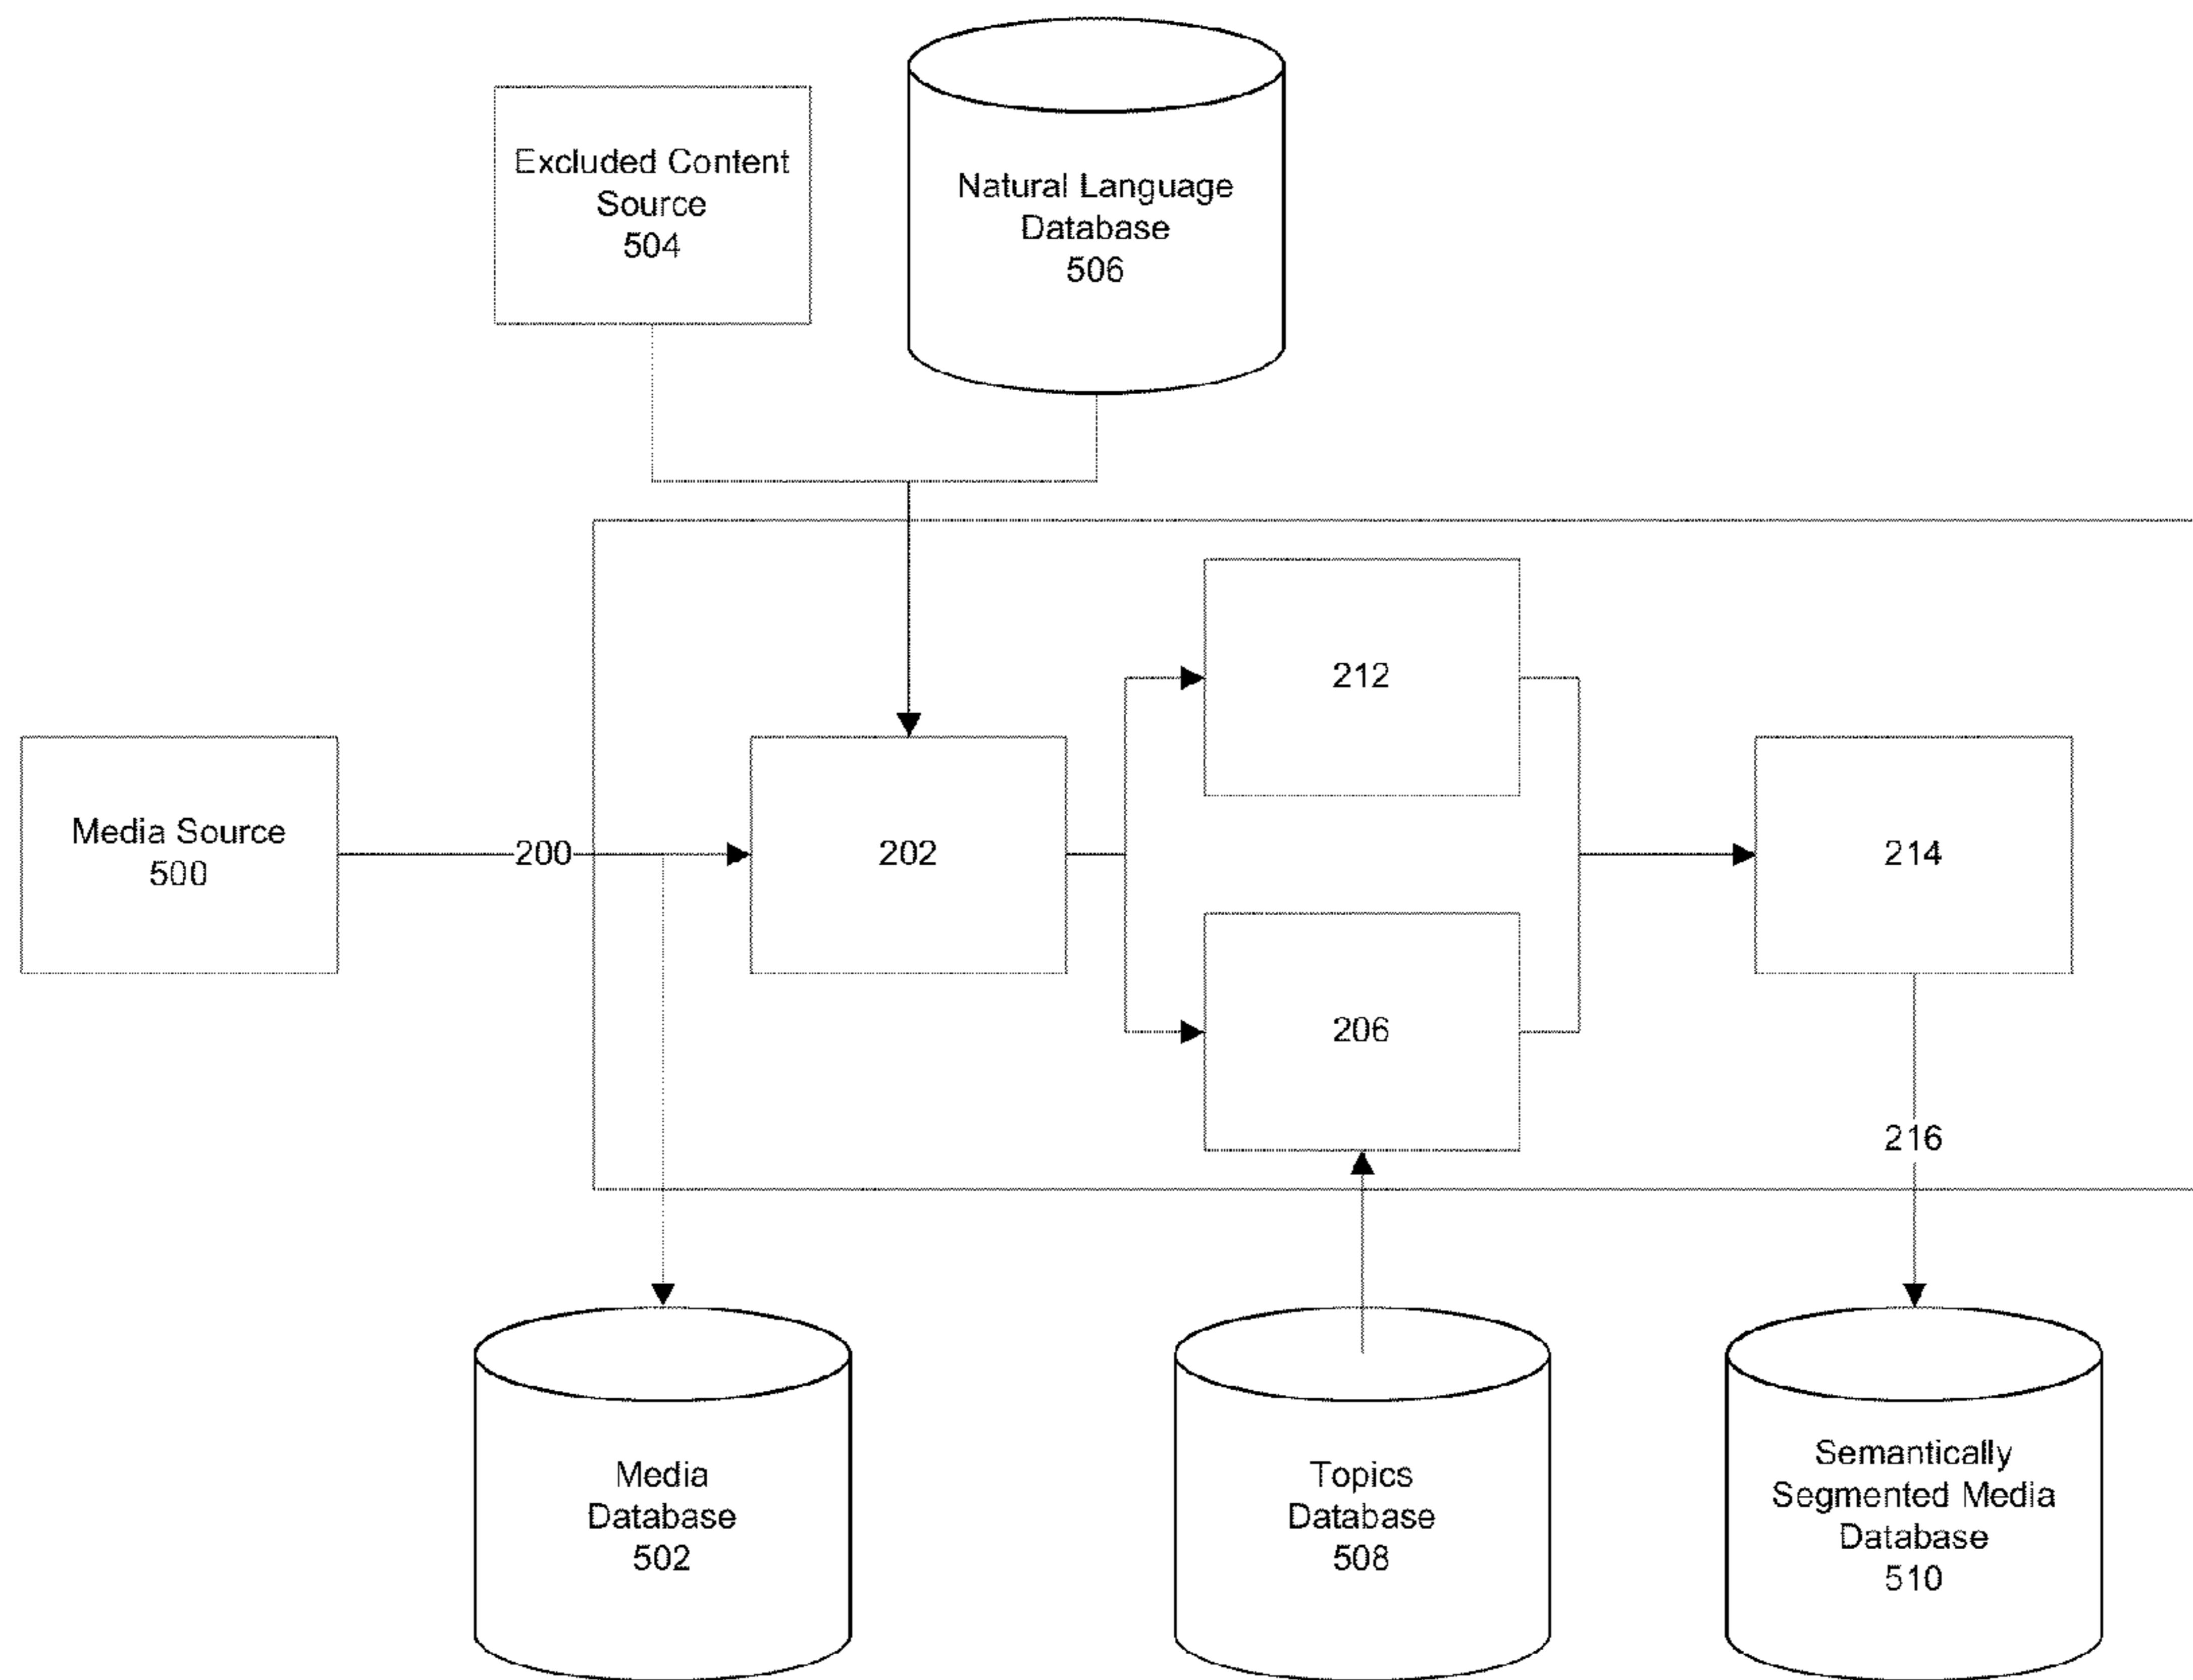 Excluded Content
Source
504
Natural Language
Database
506
212
Media Source
500
200
202
214
206
216
Media
Database
502
Topics
Database
508
Semantically
Segmented Media
Database
510